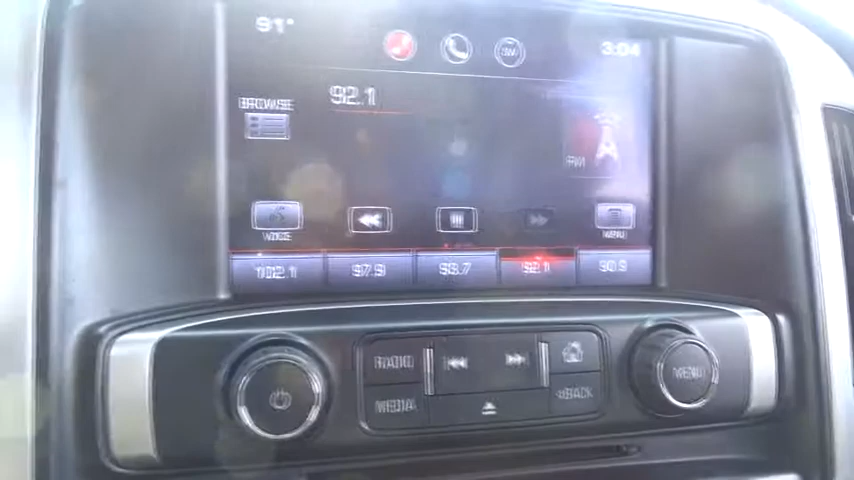 91°
3:04
92.1
BROWSE
FM
VOICE
MENU
102.1 97.9 93.7 92.1 90.9
RADIO
MENU
MEDIA
BACK